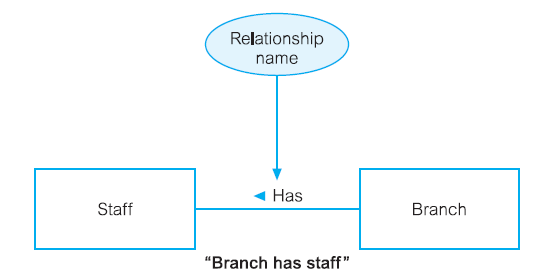 Relationship
name
Has
Staff
Branch
“Branch has staff”